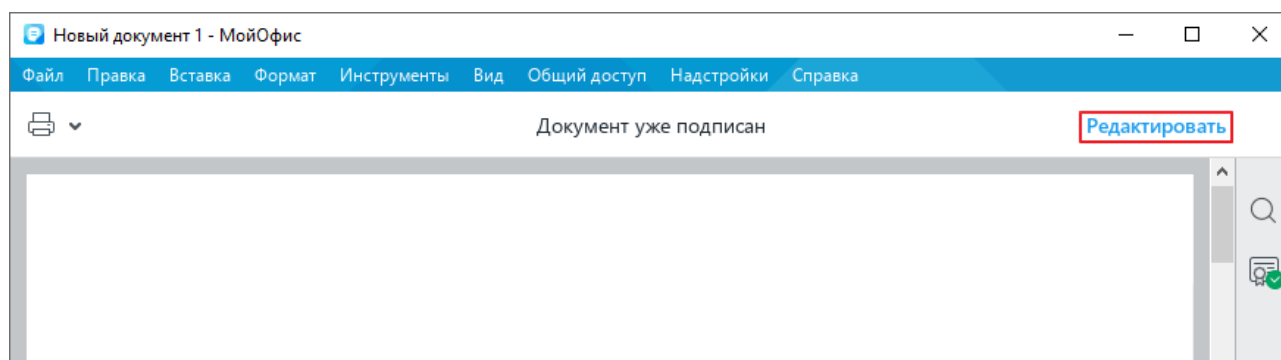 Новый документ 1 - МойОфис
Файл Правка Вставка Формат Инструменты Вид Общий доступ Надстройки Справка
Документ уже подписан Редактировать